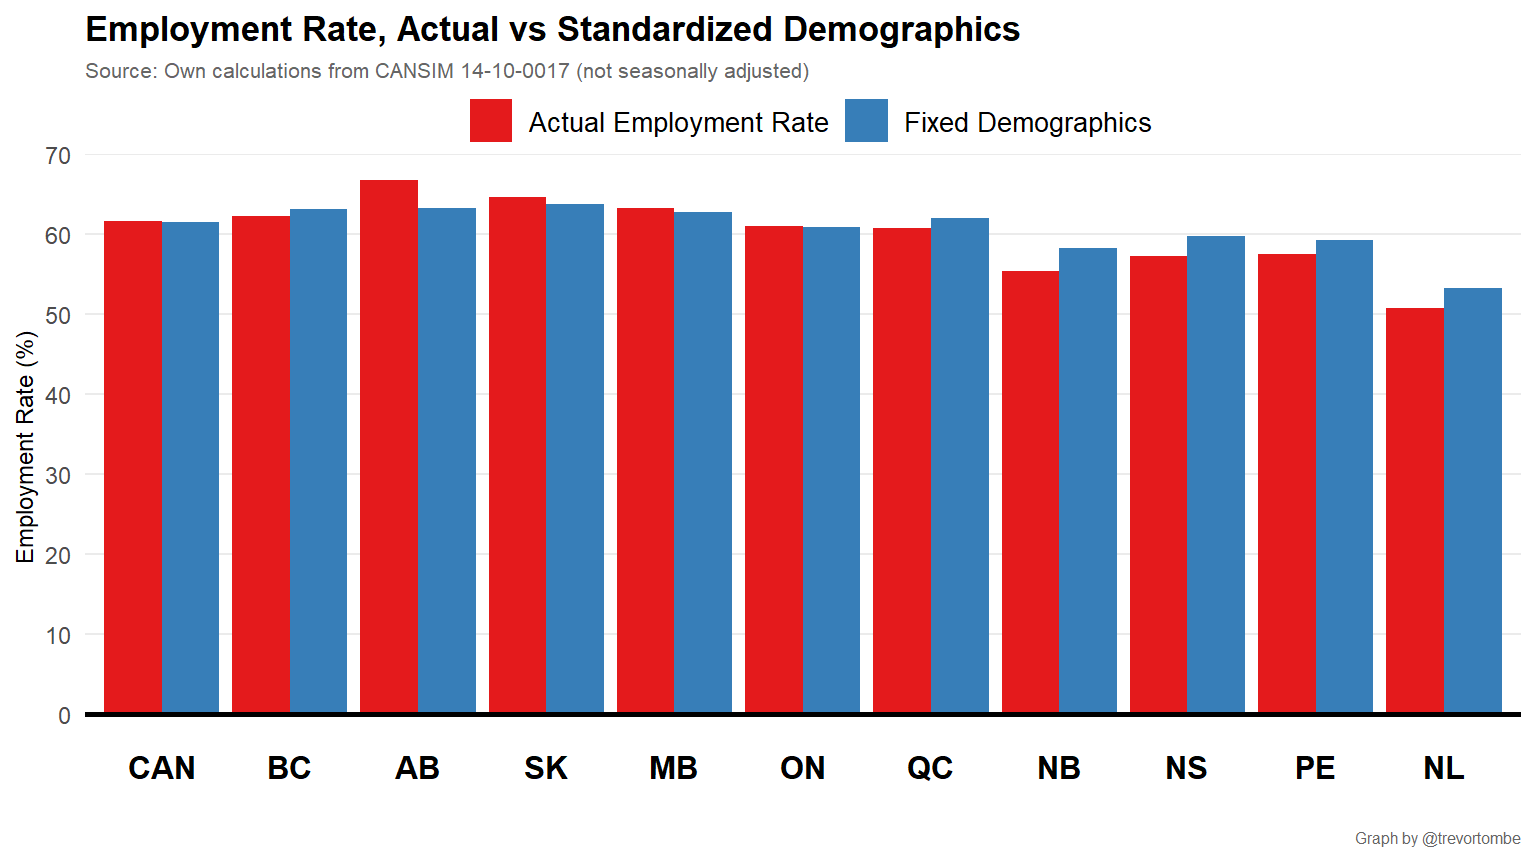 Employment Rate, Actual vs Standardized Demographics
Source: Own calculations from CANSIM 14-10-0017 (not seasonally adjusted)
Actual Employment Rate
Fixed Demographics
Employment Rate (%)
70
60
50
40
30
20
10
0
CAN BC AB SK MB ON QC NB NS PE NL
Graph by @trevortombe